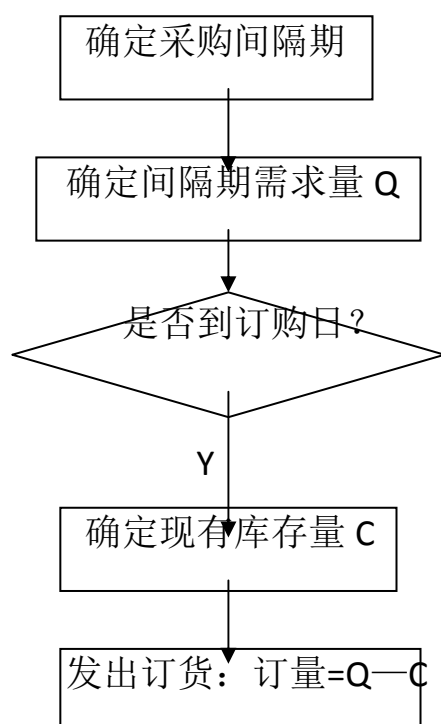 确定采购间隔期
确定间隔期需求量 Q
是否到订购日？
Y
确定现有库存量 C
发出订货：订量=Q—C